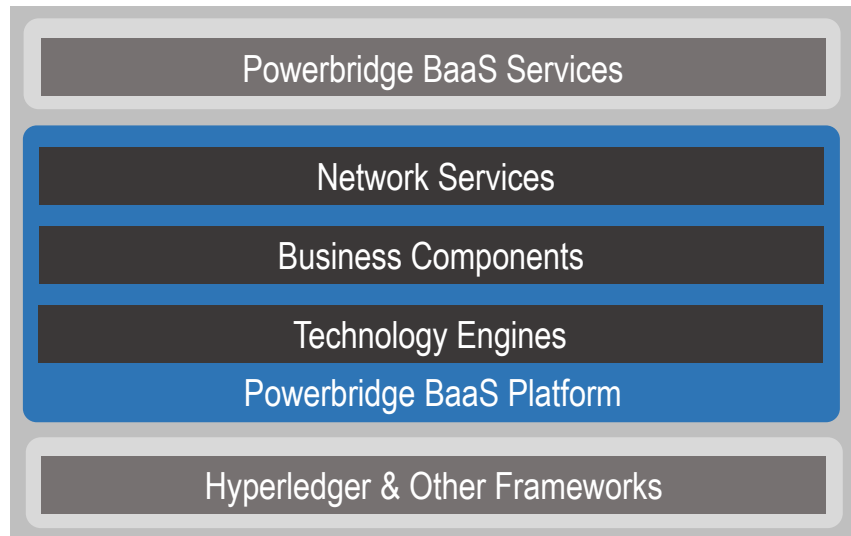 Powerbridge BaaS Services
Network Services
Business Components
Technology Engines
Powerbridge BaaS Platform
Hyperledger & Other Frameworks